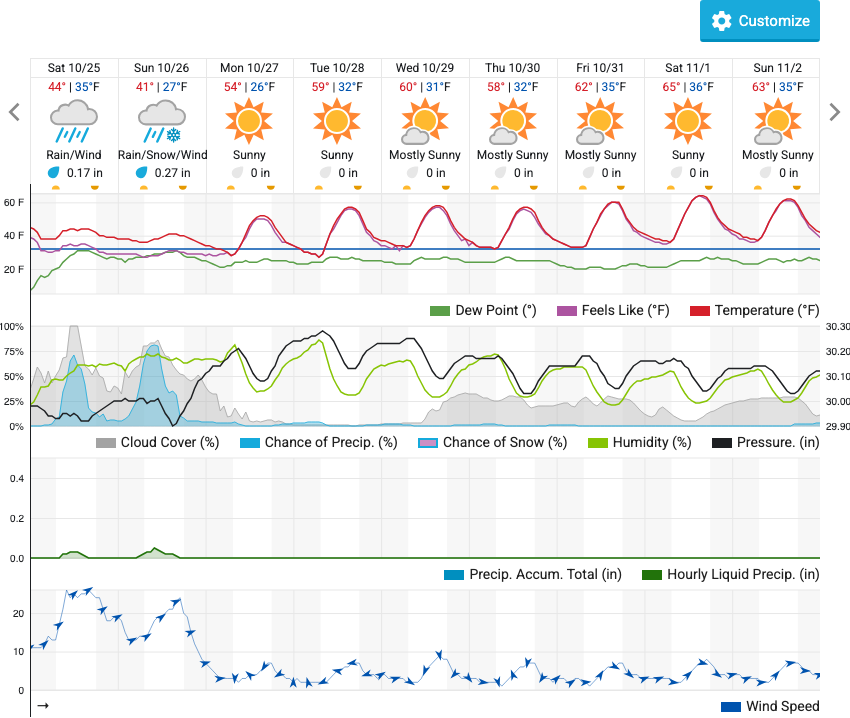 Customize
Sat 10/25 Sun 10/26 Mon 10/27 Tue 10/28 Wed 10/29 Thu 10/30 Fri 10/31 Sat 11/1 Sun 11/2
44° | 35°F 41° | 27°F 54° | 26°F 59° | 32°F 60° | 31°F 58° | 32°F 62° | 35°F 65° | 36°F 63° | 35°F
Rain/Wind Rain/Snow/Wind Sunny Sunny Mostly Sunny Mostly Sunny Mostly Sunny Sunny Mostly Sunny
0.17 in 0.27 in 0 in 0 in 0 in 0 in 0 in 0 in 0 in
60 F
40 F
20 F
Dew Point (°) Feels Like (°F) Temperature (°F)
100% 30.30
75% 30.20
50% 30.10
25% 30.00
0% 29.90
Cloud Cover (%) Chance of Precip. (%) Chance of Snow (%) Humidity (%) Pressure. (in)
0.4
0.2
0.0
Precip. Accum. Total (in) Hourly Liquid Precip. (in)
20
10
0
→ Wind Speed